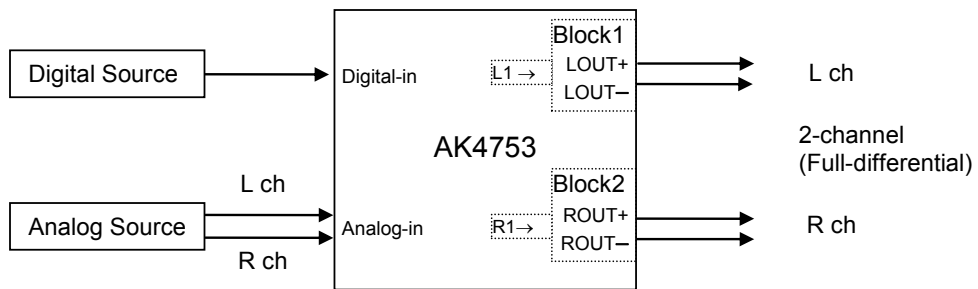 Digital Source
Digital-in
L ch
R ch
Analog Source
Analog-in
AK4753
Block1
L1 →
LOUT+
LOUT−
Block2
R1→
ROUT+
ROUT−
L ch
2-channel
(Full-differential)
R ch